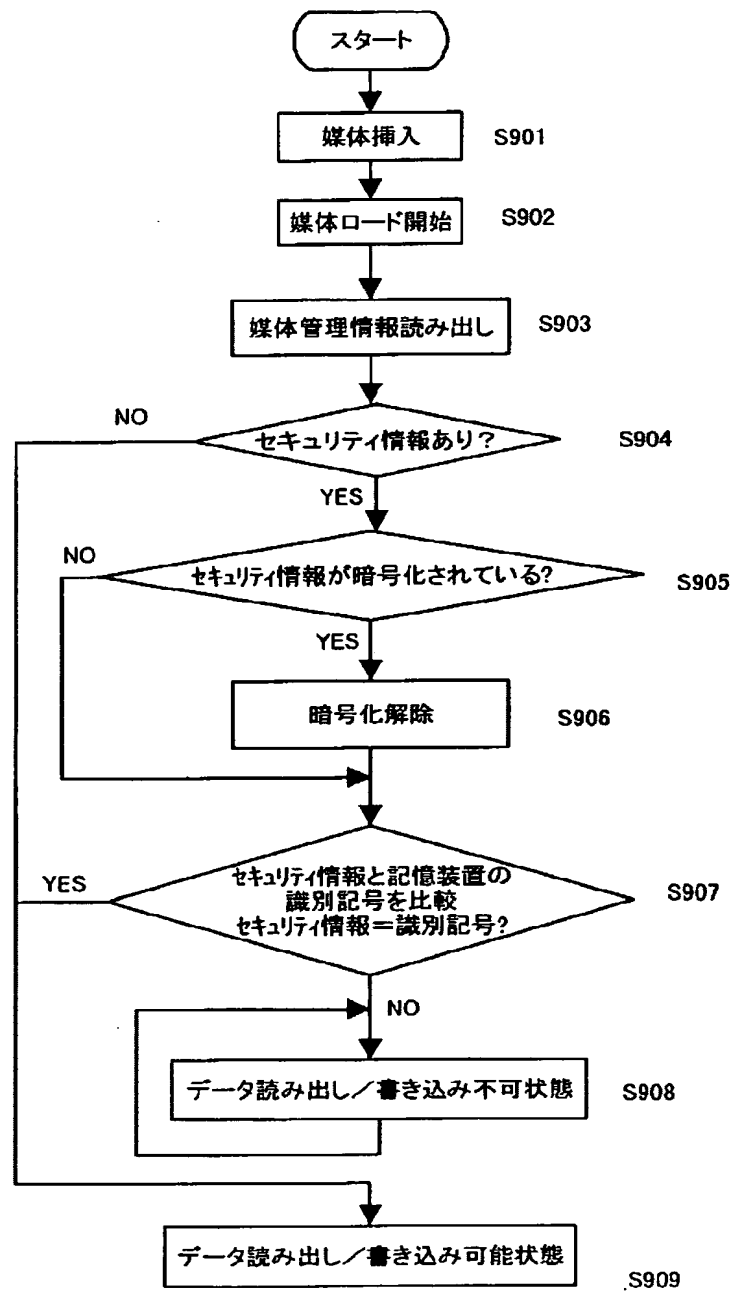 スタート
媒体挿入
S901
媒体ロード開始
S902
媒体管理情報読み出し
S903
NO
セキュリティ情報あり？
S904
YES
NO
セキュリティ情報が暗号化されている?
S905
YES
暗号化解除
S906
YES
セキュリティ情報と記憶装置の
識別記号を比較
セキュリティ情報＝識別記号?
S907
NO
データ読み出し／書き込み不可状態
S908
データ読み出し／書き込み可能状態
S909